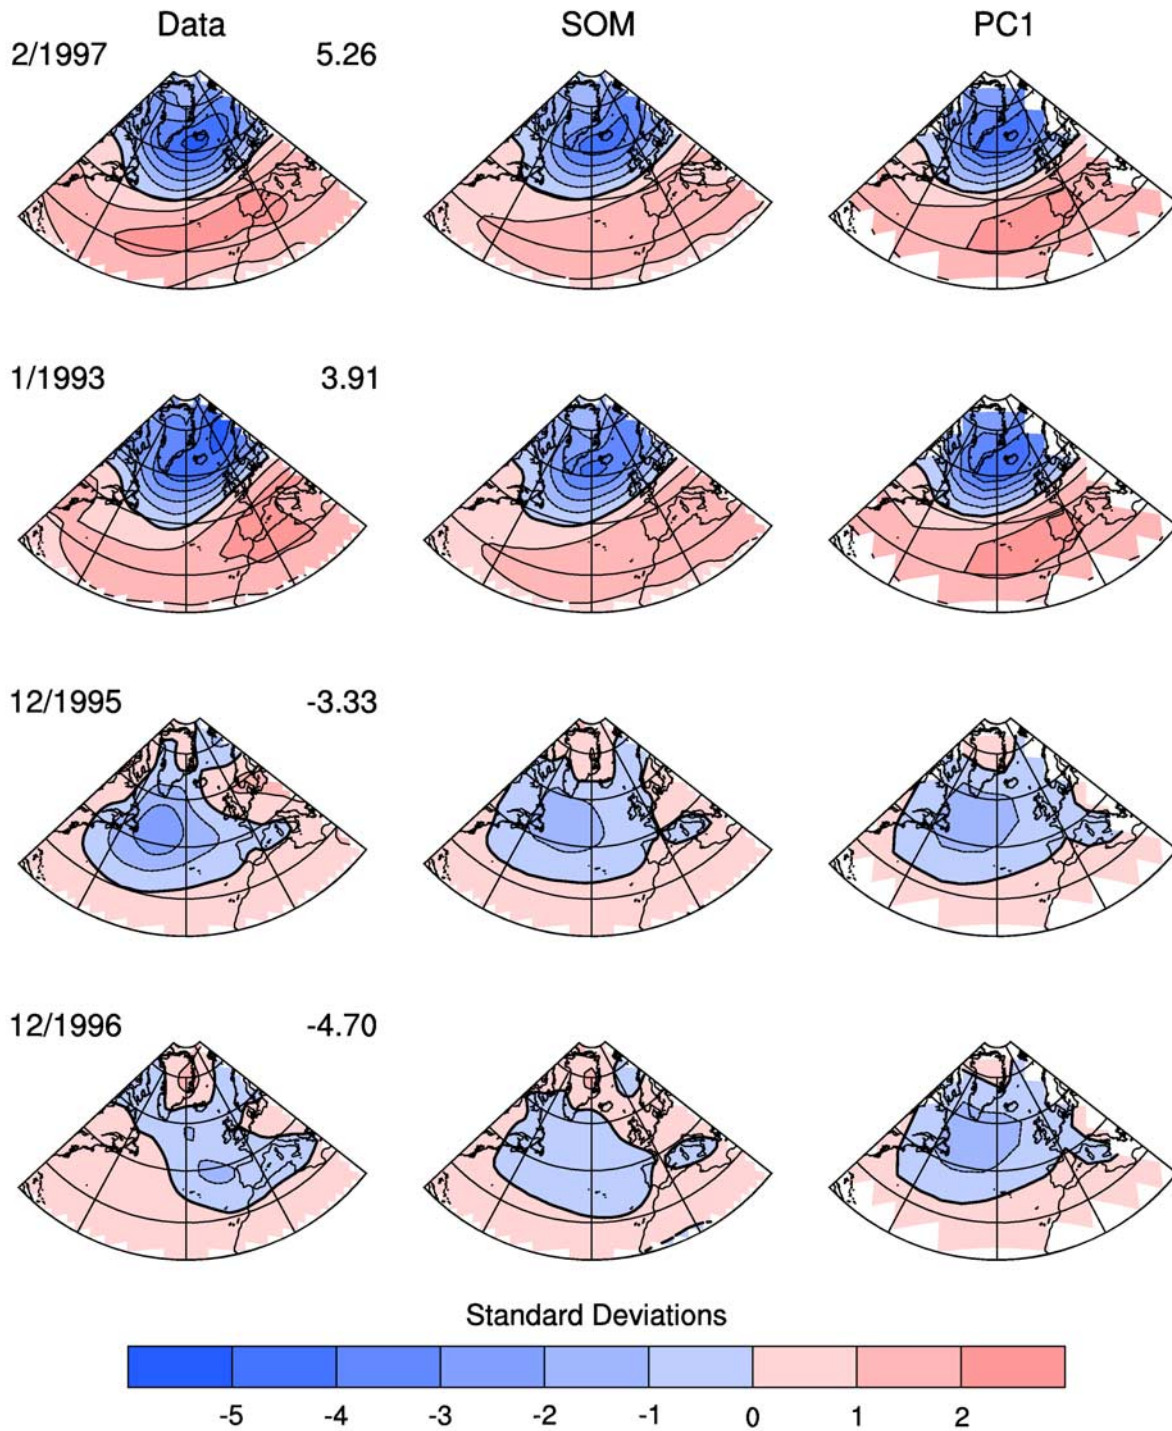 Data SOM PC1
2/1997 5.26
1/1993 3.91
12/1995 -3.33
12/1996 -4.70
Standard Deviations
-5 -4 -3 -2 -1 0 1 2